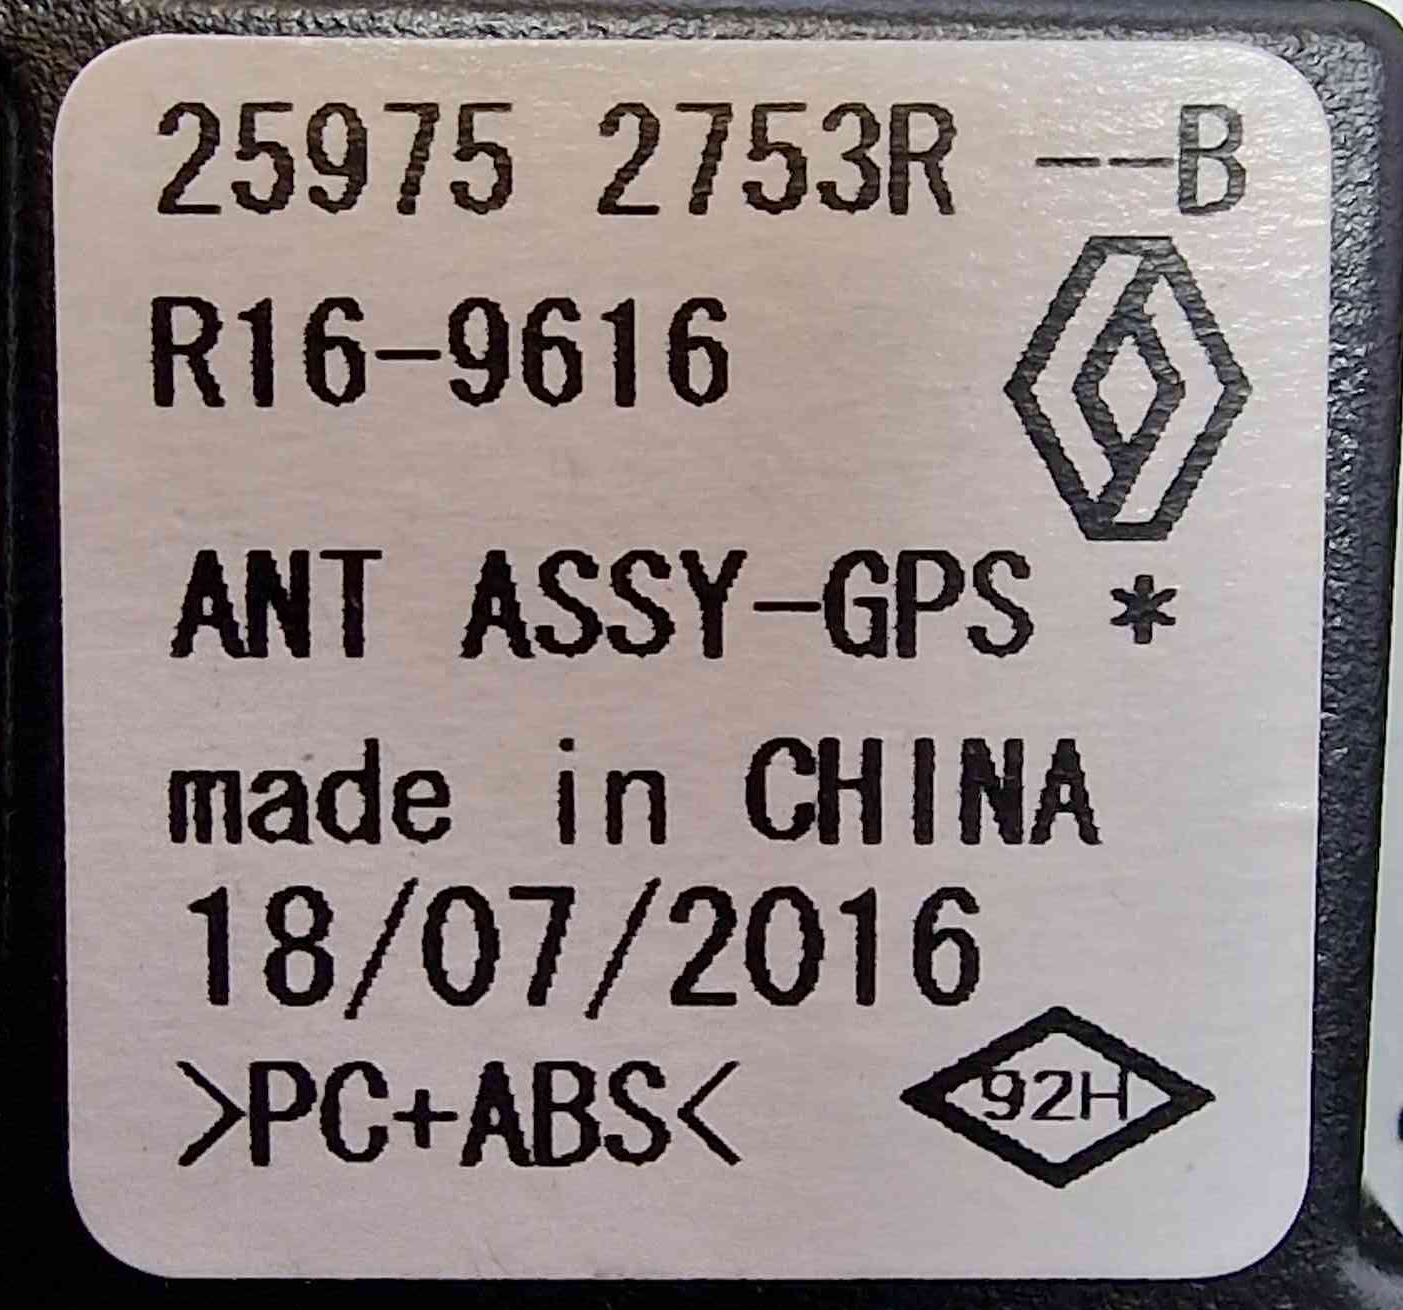 25975 2753R --B
R16-9616
ANT ASSY-GPS *
made in CHINA
18/07/2016
>PC+ABS<
92H